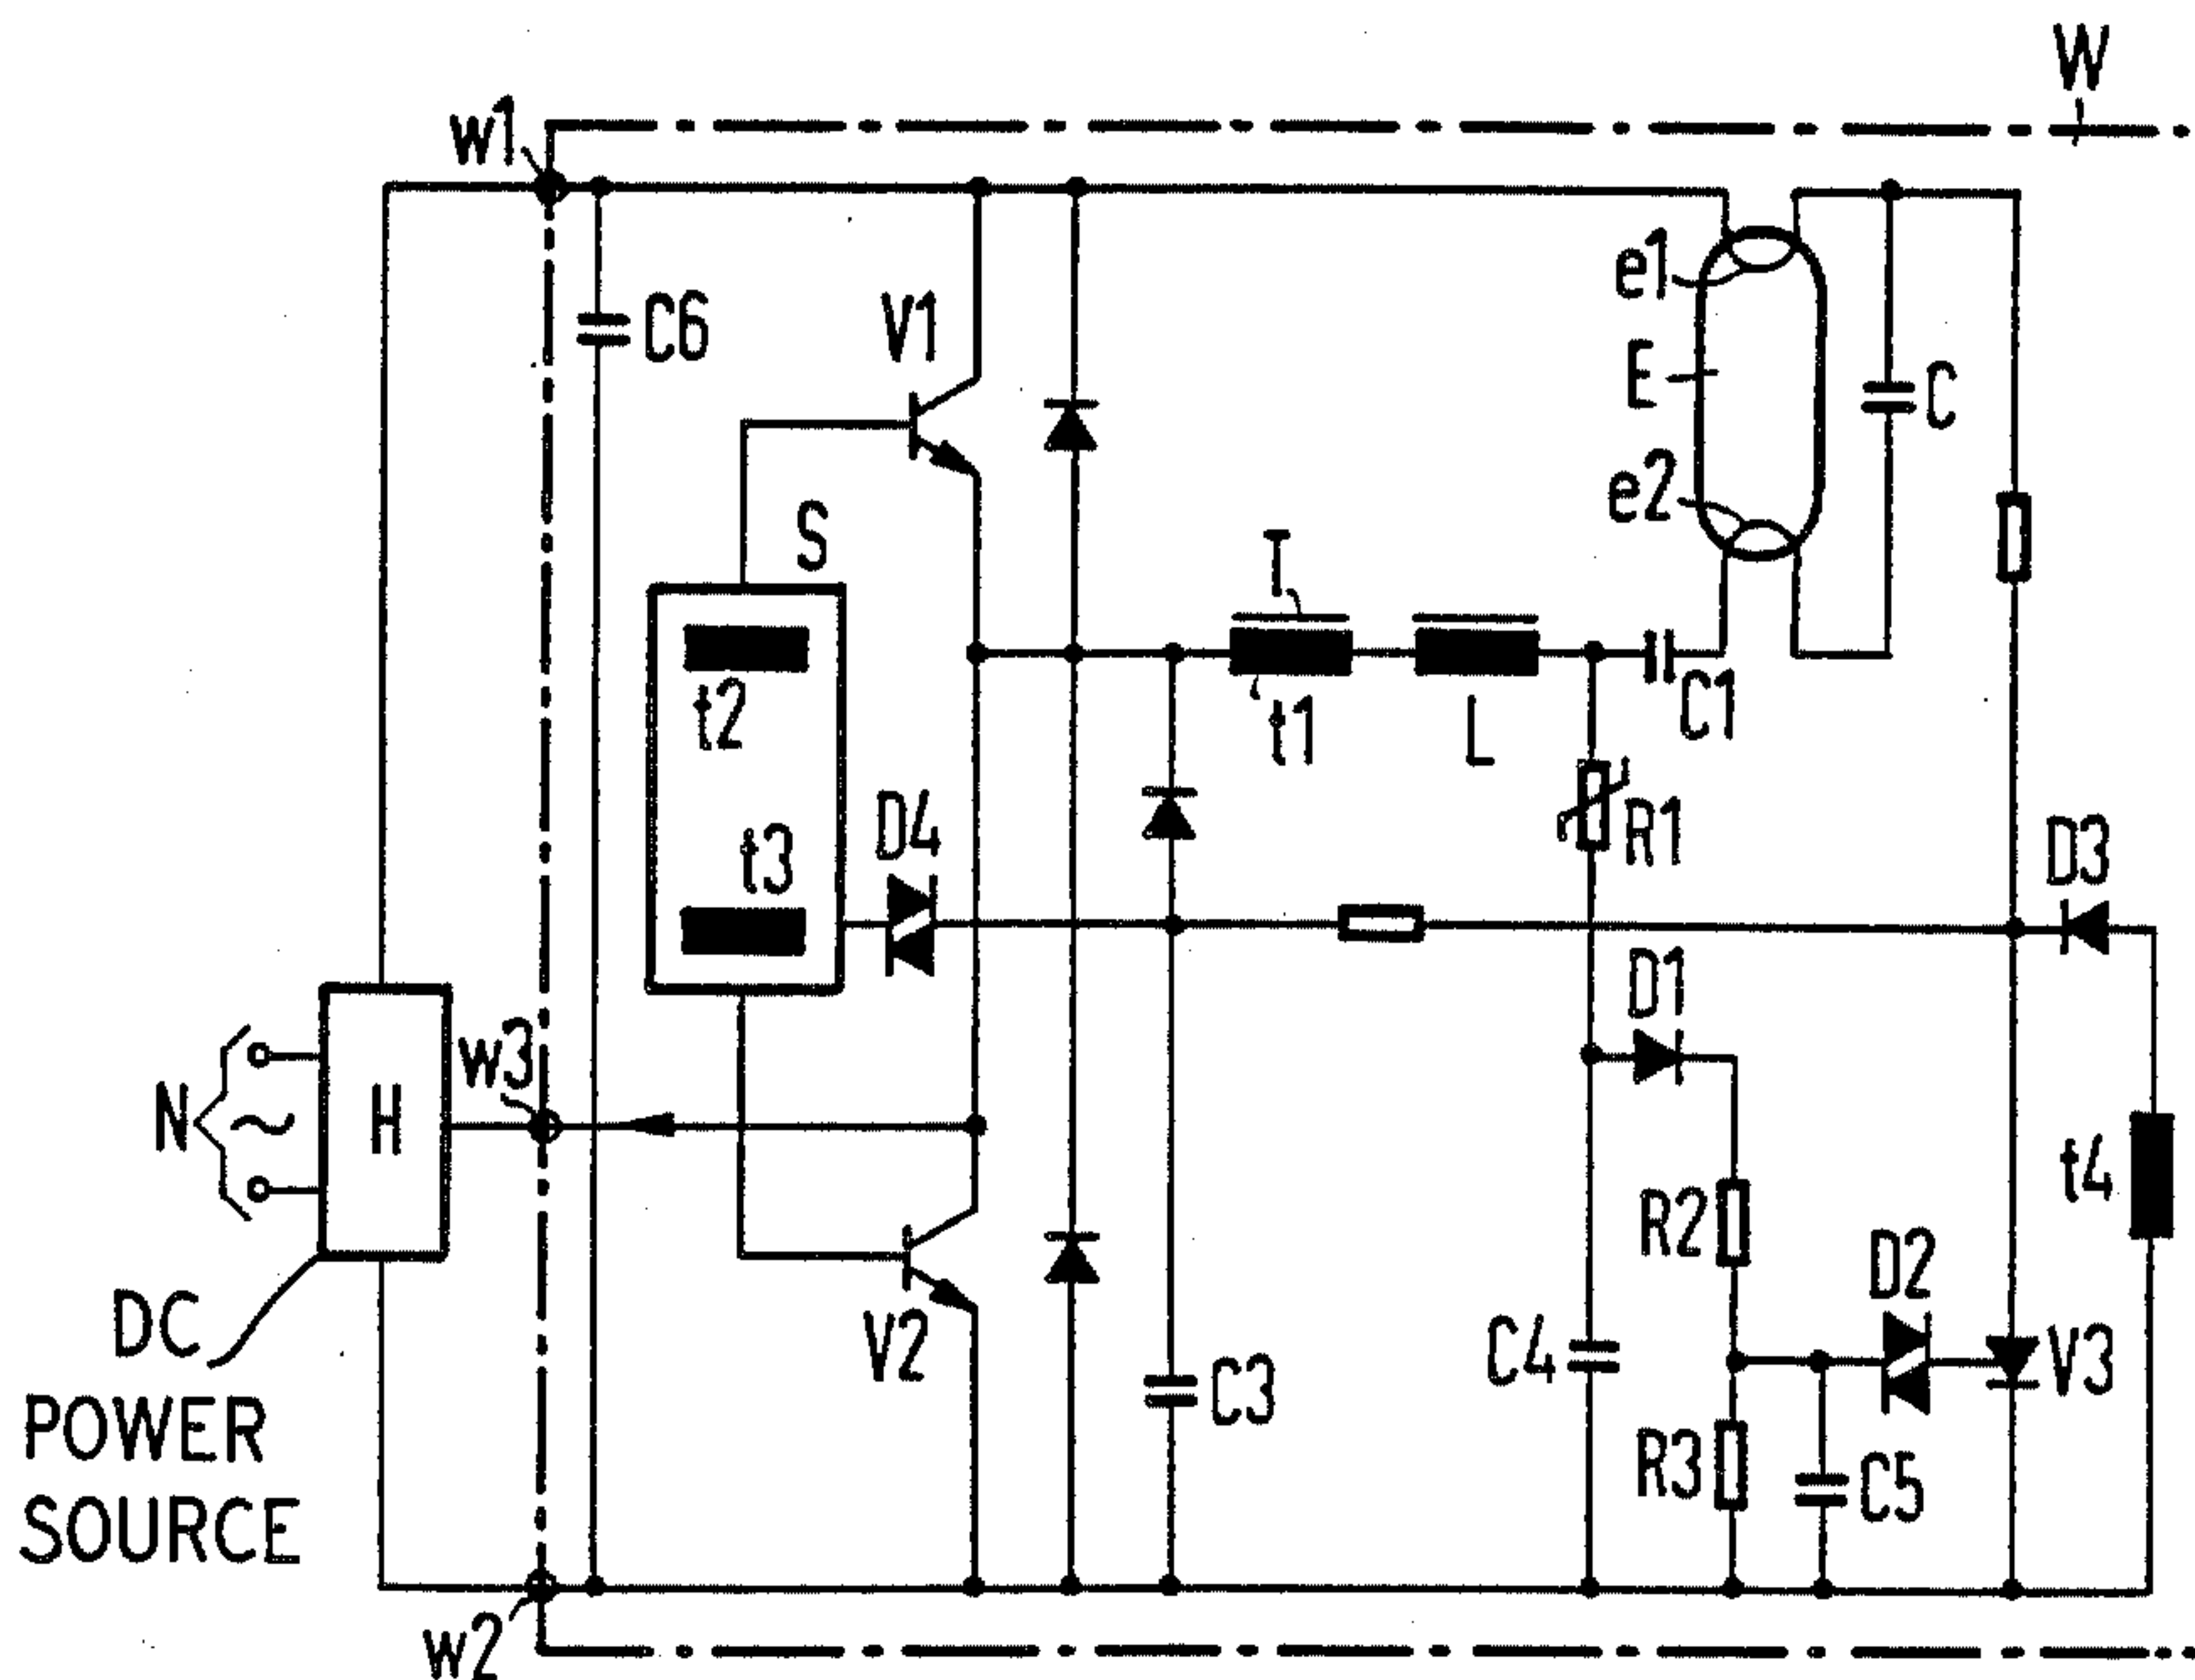 W
w1
C6
V1
e1
E
C
e2
S
T
t2
t1
L
C1
D4
R1
t3
D3
D1
w3
N
~
H
t4
R2
D2
DC
POWER
SOURCE
V2
C3
C4
V3
R3
C5
w2